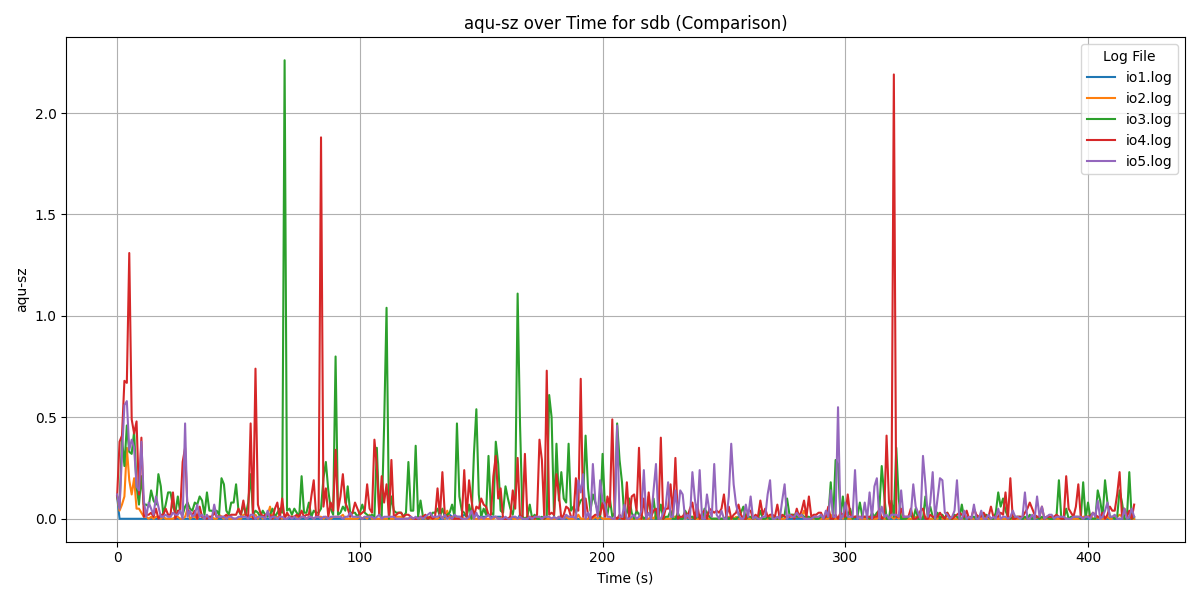 aqu-sz over Time for sdb (Comparison)
aqu-sz
2.0
1.5
1.0
0.5
0.0
0
100
200
300
400
Time (s)
Log File
io1.log
io2.log
io3.log
io4.log
io5.log